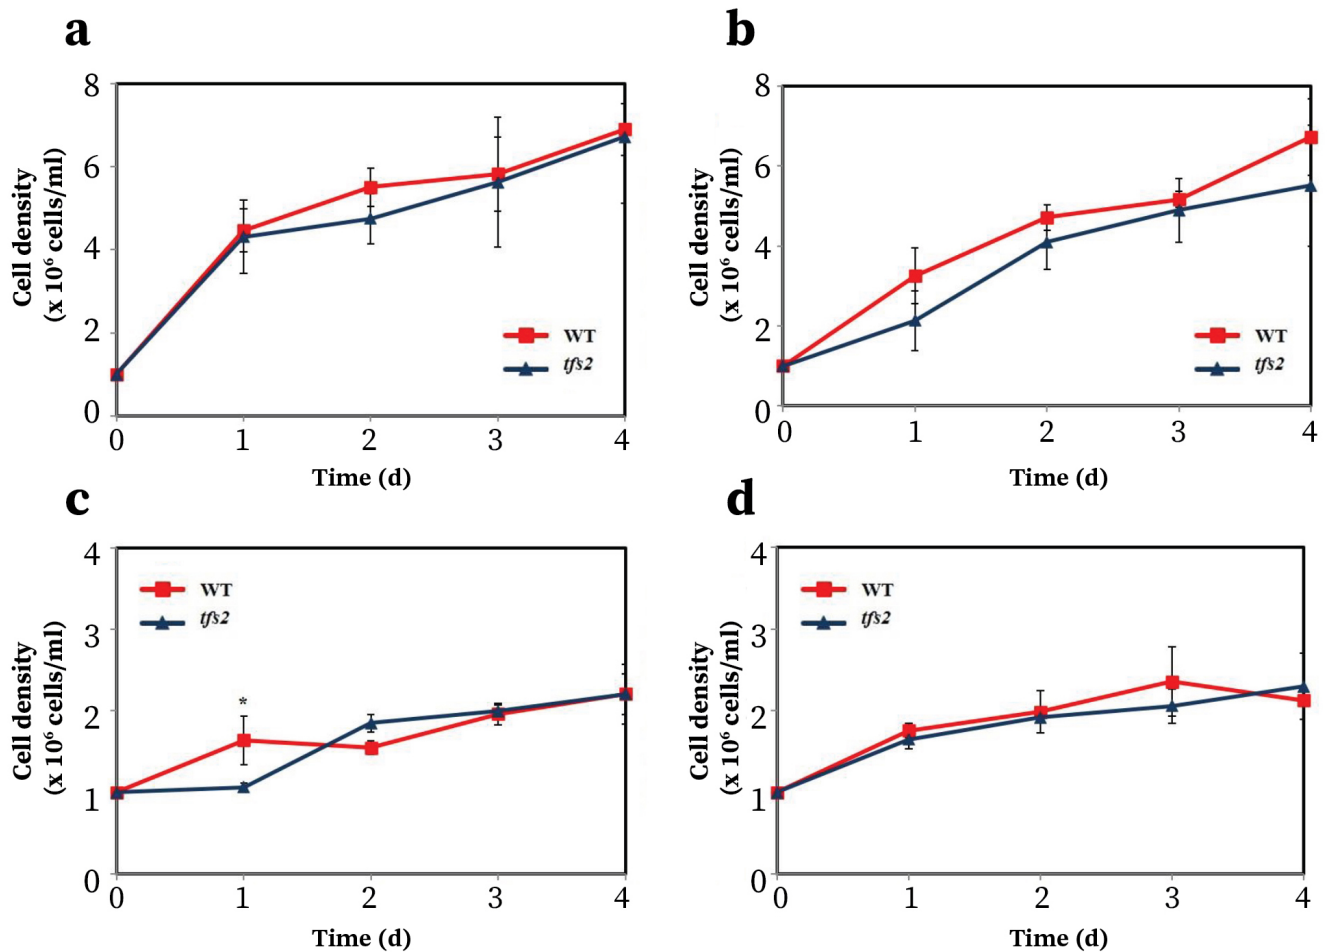 a
8
6
4
2
0
Cell density
(x 10⁶ cells/ml)
WT
tfs2
0 1 2 3 4
Time (d)
b
8
6
4
2
0
Cell density
(x 10⁶ cells/ml)
WT
tfs2
0 1 2 3 4
Time (d)
c
4
3
2
1
0
Cell density
(x 10⁶ cells/ml)
WT
tfs2
*
0 1 2 3 4
Time (d)
d
4
3
2
1
0
Cell density
(x 10⁶ cells/ml)
WT
tfs2
0 1 2 3 4
Time (d)